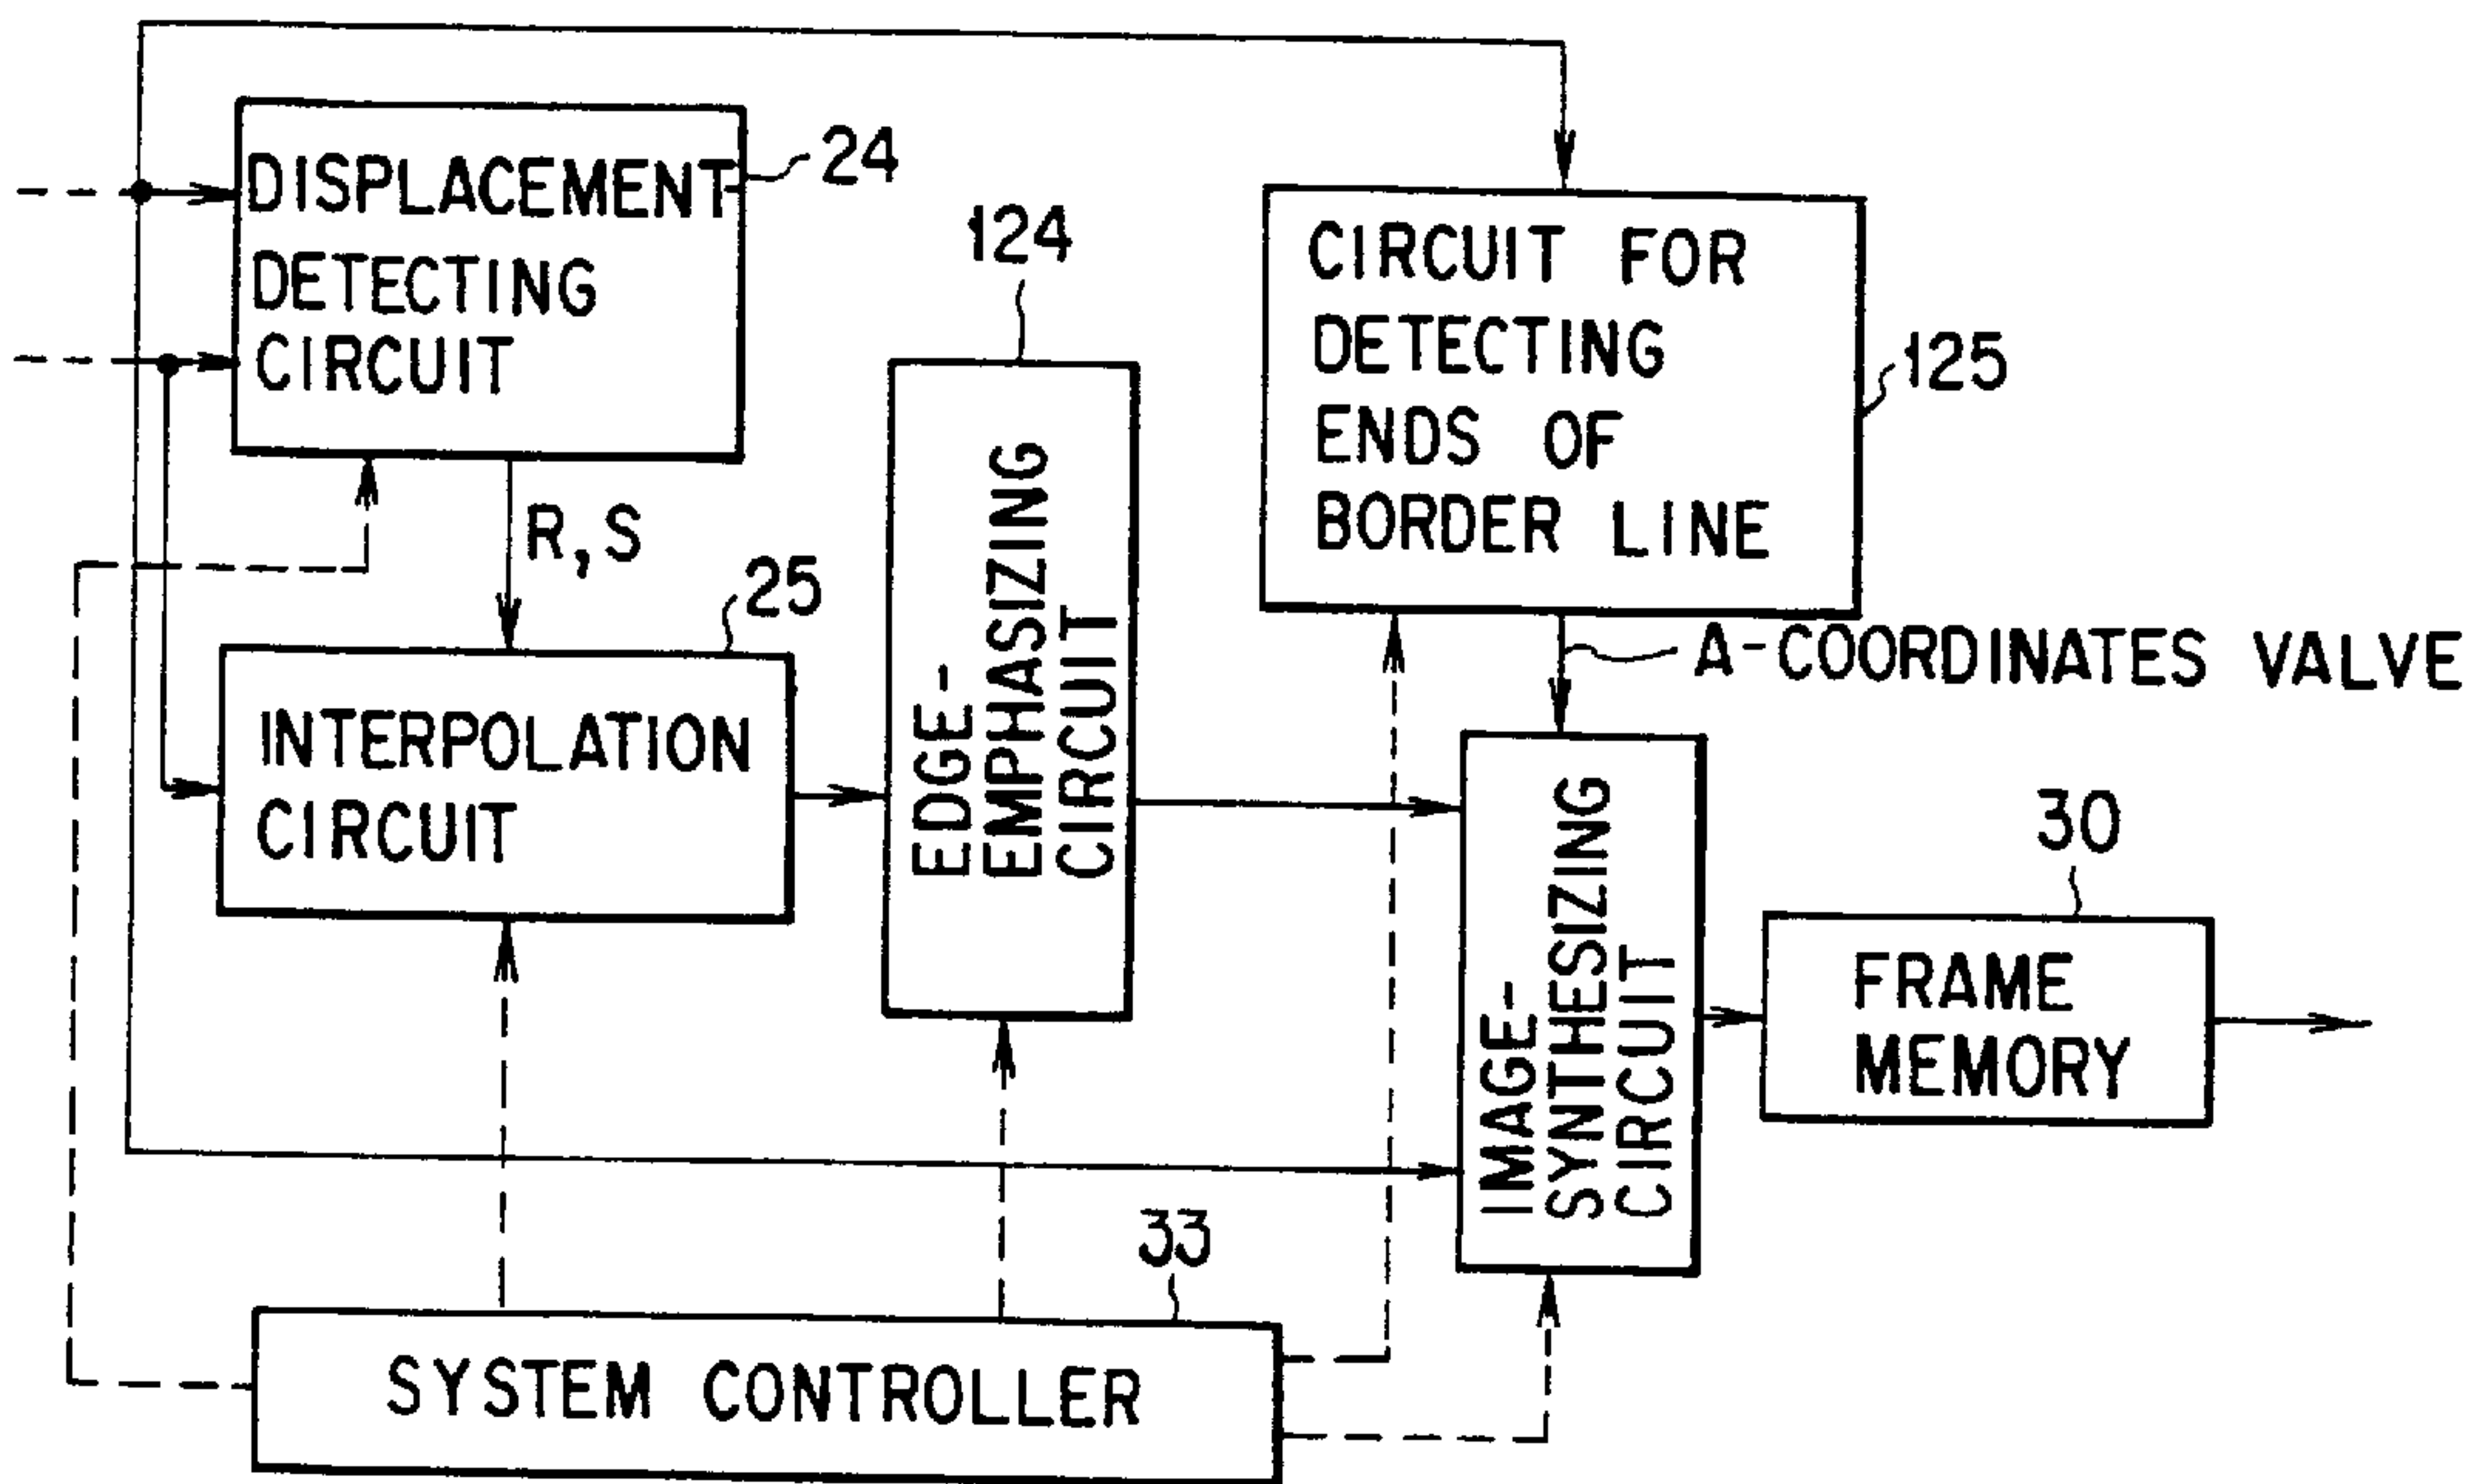 DISPLACEMENT
DETECTING
CIRCUIT
24
R,S
25
INTERPOLATION
CIRCUIT
124
EDGE-
EMPHASIZING
CIRCUIT
CIRCUIT FOR
DETECTING
ENDS OF
BORDER LINE
125
A-COORDINATES VALVE
IMAGE-
SYNTHESIZING
CIRCUIT
30
FRAME
MEMORY
33
SYSTEM CONTROLLER